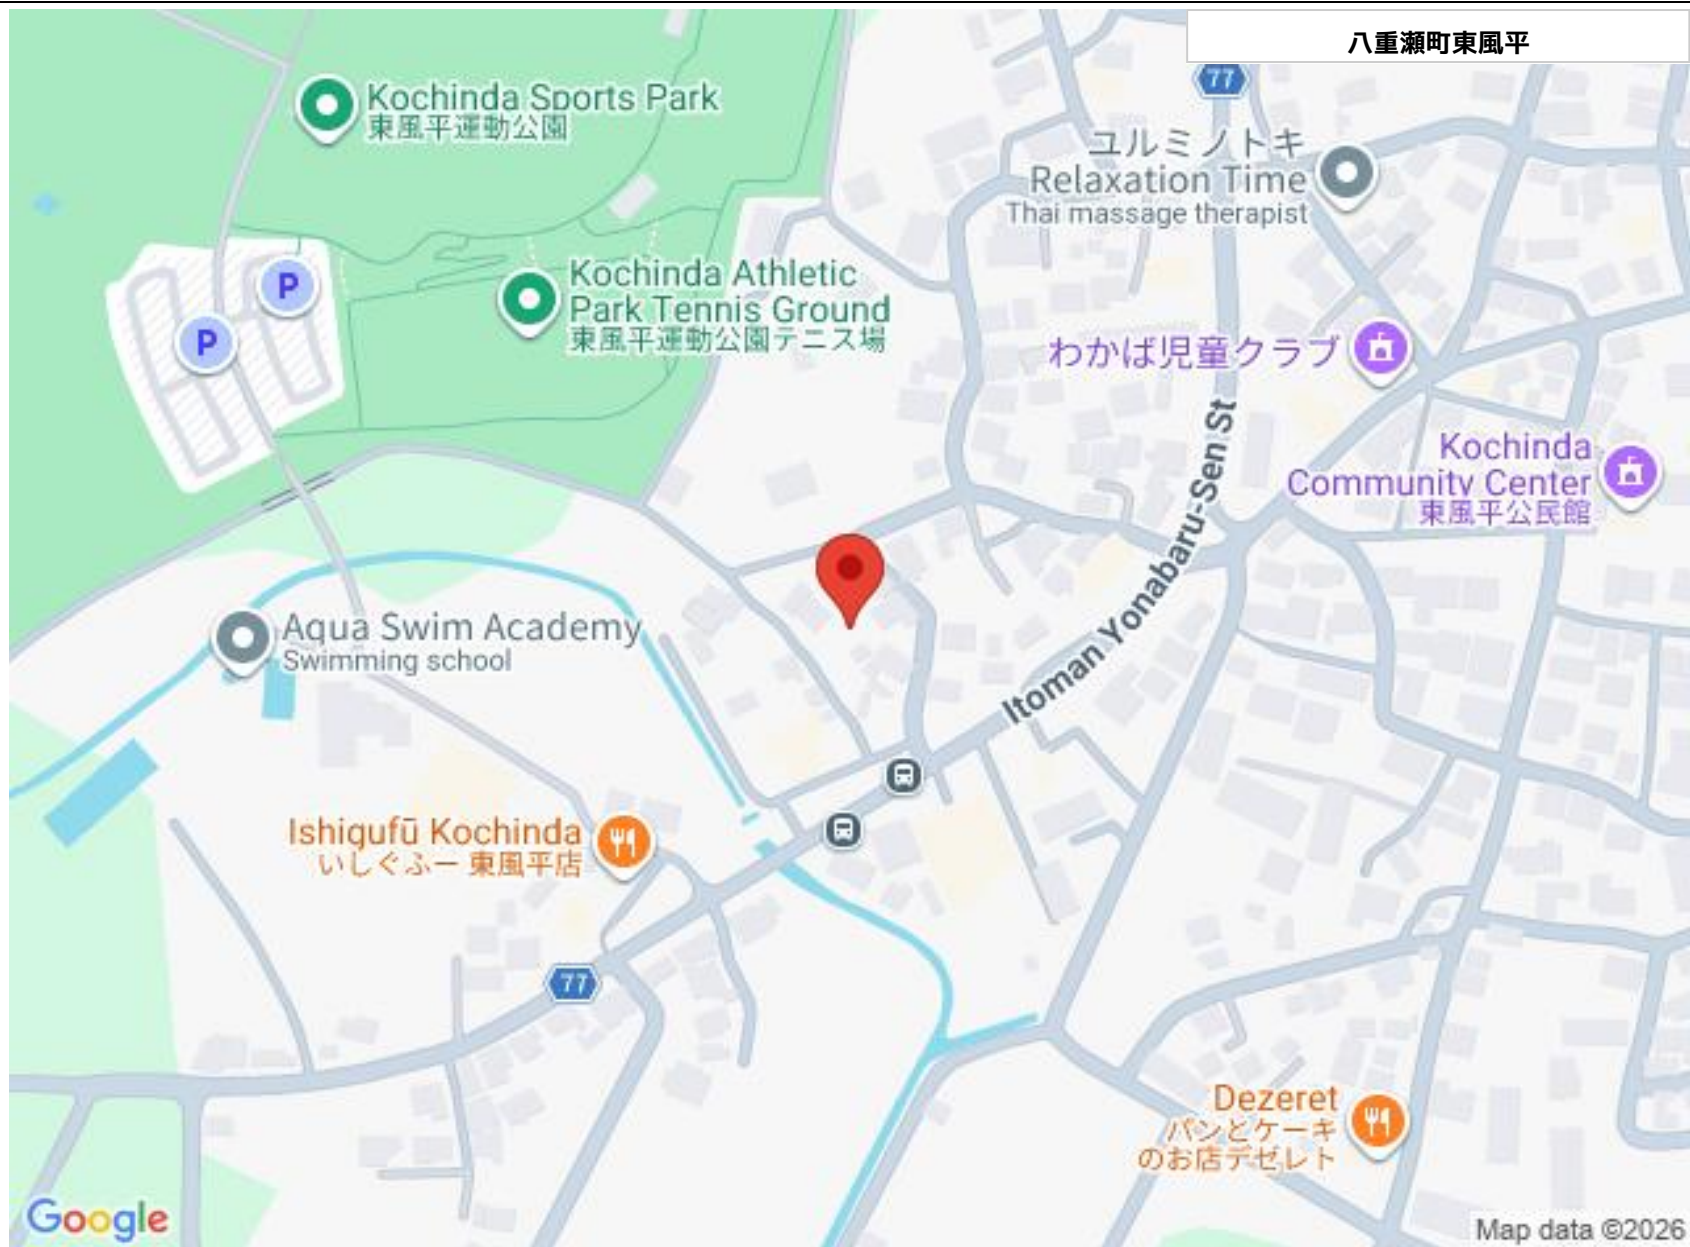 八重瀬町東風平
77
Kochinda Sports Park
東風平運動公園
ユルミノトキ
Relaxation Time
Thai massage therapist
P
P
Kochinda Athletic
Park Tennis Ground
東風平運動公園テニス場
わかば児童クラブ
Itoman Yonabaru-Sen St
Kochinda
Community Center
東風平公民館
Aqua Swim Academy
Swimming school
Ishigufū Kochinda
いしぐふー 東風平店
77
Dezeret
パンとケーキ
のお店デゼレト
Google
Map data ©2026